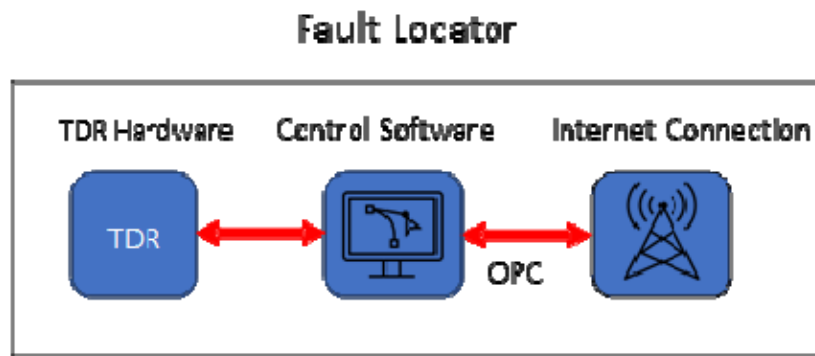 Fault Locator
TDR Hardware
Control Software
Internet Connection
TDR
OPC